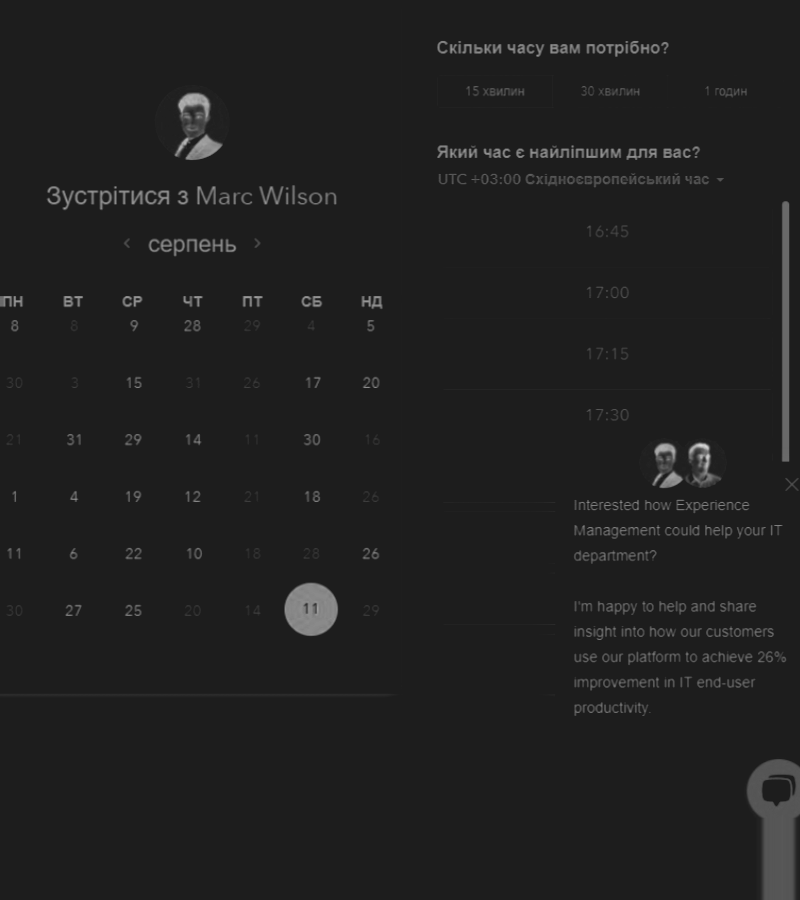 Зустрітися з Marc Wilson
< серпень >
ПН ВТ СР ЧТ ПТ СБ НД
8 8 9 28 29 4 5
30 3 15 31 26 17 20
21 31 29 14 11 30 16
1 4 19 12 21 18 26
11 6 22 10 18 28 26
30 27 25 20 14 11 29
Скільки часу вам потрібно?
15 хвилин 30 хвилин 1 годин
Який час є найліпшим для вас?
UTC +03:00 Східноєвропейський час
16:45
17:00
17:15
17:30
Interested how Experience
Management could help your IT
department?
I'm happy to help and share
insight into how our customers
use our platform to achieve 26%
improvement in IT end-user
productivity.